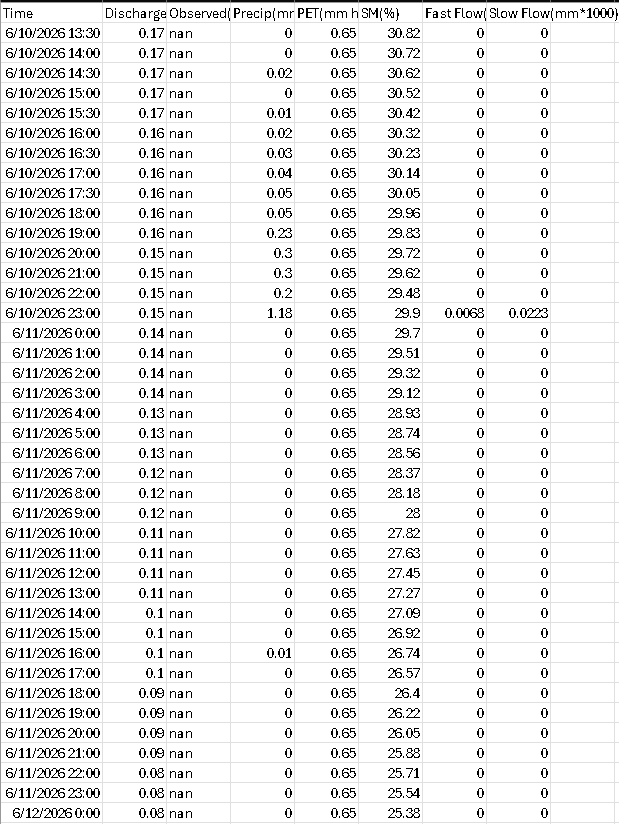 Time Discharge Observed( Precip(mr PET(mm h SM(%) Fast Flow( Slow Flow(mm*1000)
6/10/2026 13:30 0.17 nan 0 0.65 30.82 0 0
6/10/2026 14:00 0.17 nan 0 0.65 30.72 0 0
6/10/2026 14:30 0.17 nan 0.02 0.65 30.62 0 0
6/10/2026 15:00 0.17 nan 0 0.65 30.52 0 0
6/10/2026 15:30 0.17 nan 0.01 0.65 30.42 0 0
6/10/2026 16:00 0.16 nan 0.02 0.65 30.32 0 0
6/10/2026 16:30 0.16 nan 0.03 0.65 30.23 0 0
6/10/2026 17:00 0.16 nan 0.04 0.65 30.14 0 0
6/10/2026 17:30 0.16 nan 0.05 0.65 30.05 0 0
6/10/2026 18:00 0.16 nan 0.05 0.65 29.96 0 0
6/10/2026 19:00 0.16 nan 0.23 0.65 29.83 0 0
6/10/2026 20:00 0.15 nan 0.3 0.65 29.72 0 0
6/10/2026 21:00 0.15 nan 0.3 0.65 29.62 0 0
6/10/2026 22:00 0.15 nan 0.2 0.65 29.48 0 0
6/10/2026 23:00 0.15 nan 1.18 0.65 29.9 0.0068 0.0223
6/11/2026 0:00 0.14 nan 0 0.65 29.7 0 0
6/11/2026 1:00 0.14 nan 0 0.65 29.51 0 0
6/11/2026 2:00 0.14 nan 0 0.65 29.32 0 0
6/11/2026 3:00 0.14 nan 0 0.65 29.12 0 0
6/11/2026 4:00 0.13 nan 0 0.65 28.93 0 0
6/11/2026 5:00 0.13 nan 0 0.65 28.74 0 0
6/11/2026 6:00 0.13 nan 0 0.65 28.56 0 0
6/11/2026 7:00 0.12 nan 0 0.65 28.37 0 0
6/11/2026 8:00 0.12 nan 0 0.65 28.18 0 0
6/11/2026 9:00 0.12 nan 0 0.65 28 0 0
6/11/2026 10:00 0.11 nan 0 0.65 27.82 0 0
6/11/2026 11:00 0.11 nan 0 0.65 27.63 0 0
6/11/2026 12:00 0.11 nan 0 0.65 27.45 0 0
6/11/2026 13:00 0.11 nan 0 0.65 27.27 0 0
6/11/2026 14:00 0.1 nan 0 0.65 27.09 0 0
6/11/2026 15:00 0.1 nan 0 0.65 26.92 0 0
6/11/2026 16:00 0.1 nan 0.01 0.65 26.74 0 0
6/11/2026 17:00 0.1 nan 0 0.65 26.57 0 0
6/11/2026 18:00 0.09 nan 0 0.65 26.4 0 0
6/11/2026 19:00 0.09 nan 0 0.65 26.22 0 0
6/11/2026 20:00 0.09 nan 0 0.65 26.05 0 0
6/11/2026 21:00 0.09 nan 0 0.65 25.88 0 0
6/11/2026 22:00 0.08 nan 0 0.65 25.71 0 0
6/11/2026 23:00 0.08 nan 0 0.65 25.54 0 0
6/12/2026 0:00 0.08 nan 0 0.65 25.38 0 0